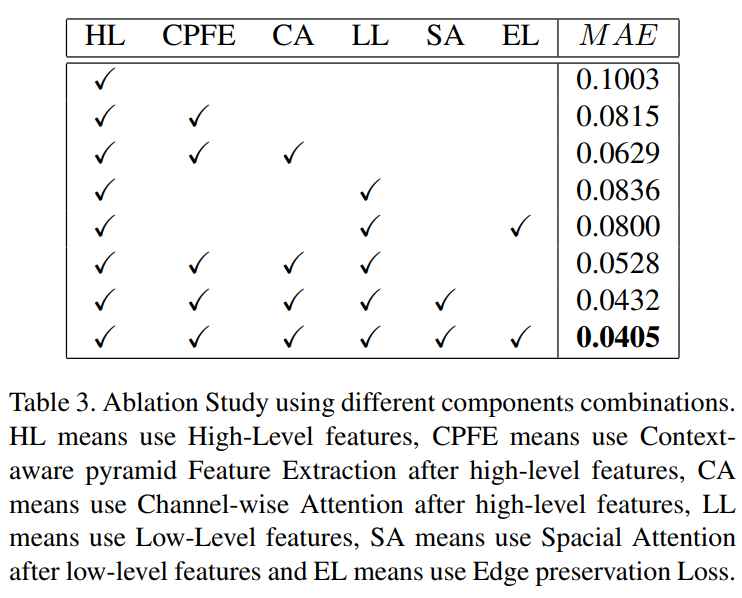 HL CPFE CA LL SA EL MAE
✓ 0.1003
✓ ✓ 0.0815
✓ ✓ ✓ 0.0629
✓ ✓ 0.0836
✓ ✓ ✓ 0.0800
✓ ✓ ✓ ✓ 0.0528
✓ ✓ ✓ ✓ ✓ 0.0432
✓ ✓ ✓ ✓ ✓ ✓ 0.0405
Table 3. Ablation Study using different components combinations.
HL means use High-Level features, CPFE means use Context-
aware pyramid Feature Extraction after high-level features, CA
means use Channel-wise Attention after high-level features, LL
means use Low-Level features, SA means use Spacial Attention
after low-level features and EL means use Edge preservation Loss.